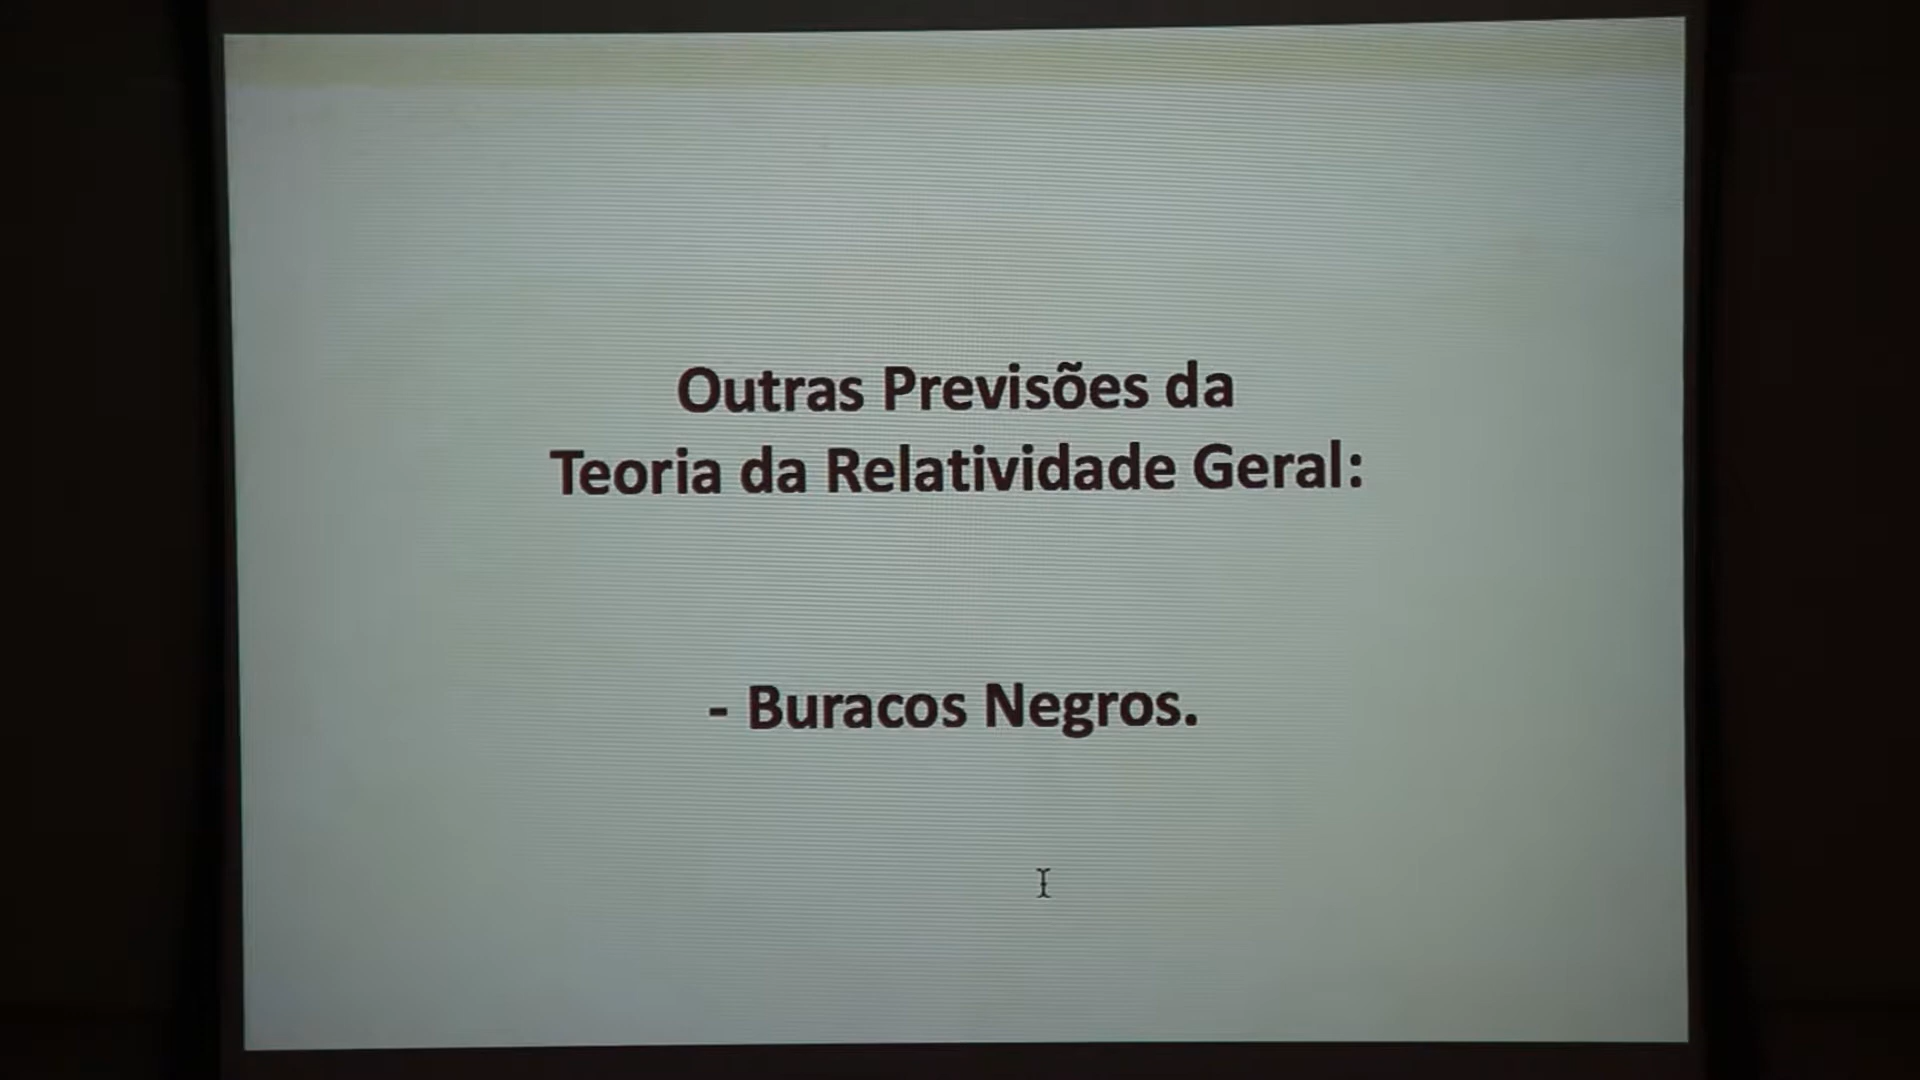 Outras Previsões da
Teoria da Relatividade Geral:
- Buracos Negros.